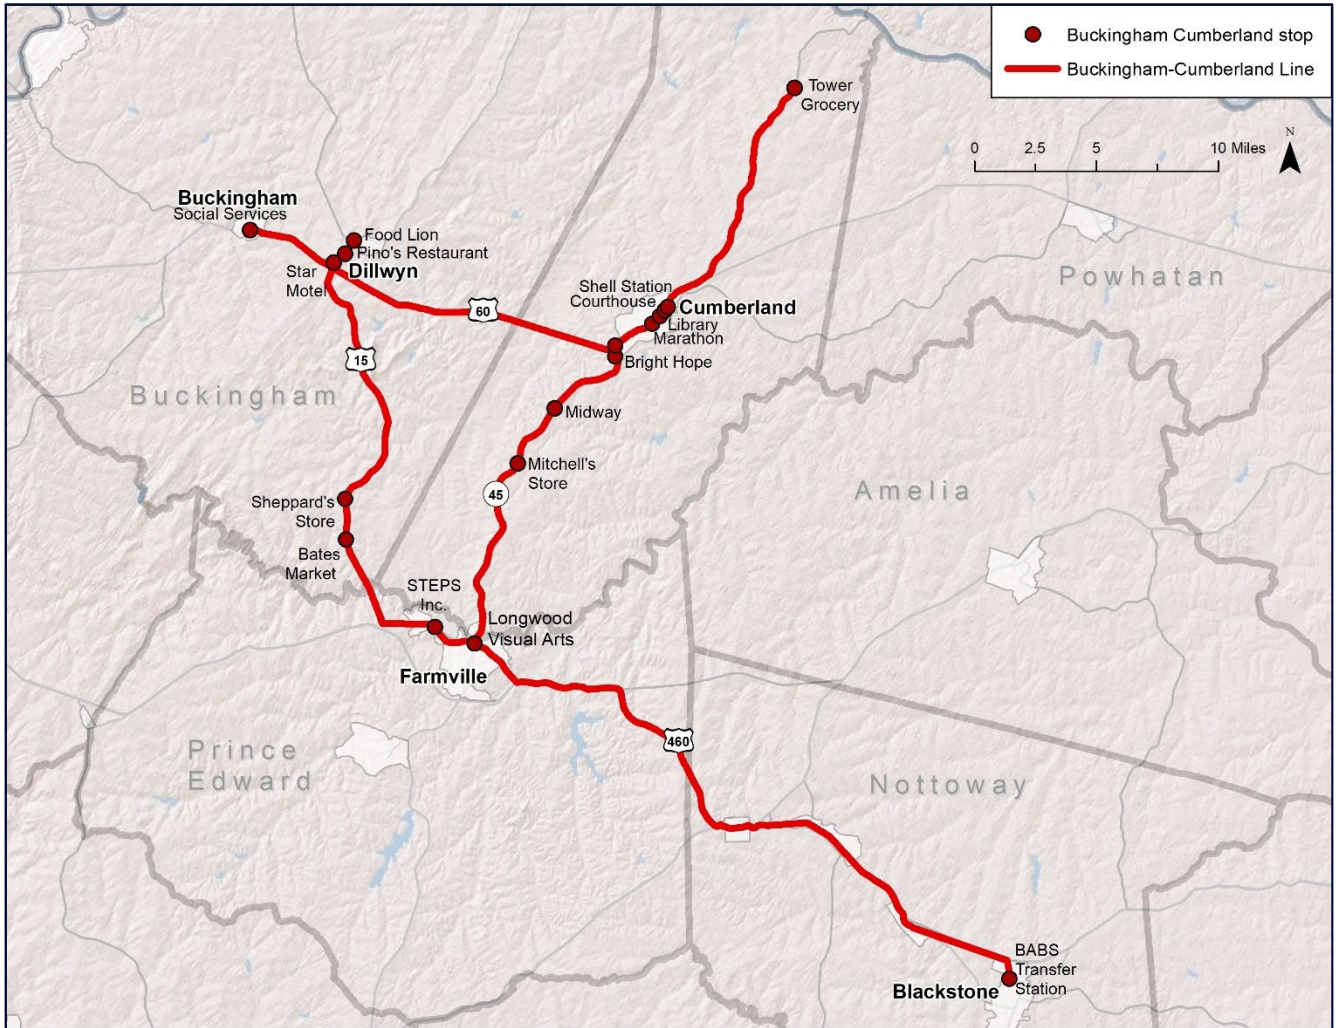 Buckingham Cumberland stop
Buckingham-Cumberland Line
Tower
Grocery
0 2.5 5 10 Miles
N
Buckingham
Social Services
Food Lion
Pino's Restaurant
Star
Motel
Dillwyn
Shell Station
Courthouse
Cumberland
Library
Marathon
60
Powhatan
15
Bright Hope
Buckingham
Midway
Mitchell's
Store
45
Amelia
Sheppard's
Store
Bates
Market
STEPS
Inc.
Longwood
Visual Arts
Farmville
460
Prince
Edward
Nottoway
BABS
Transfer
Station
Blackstone